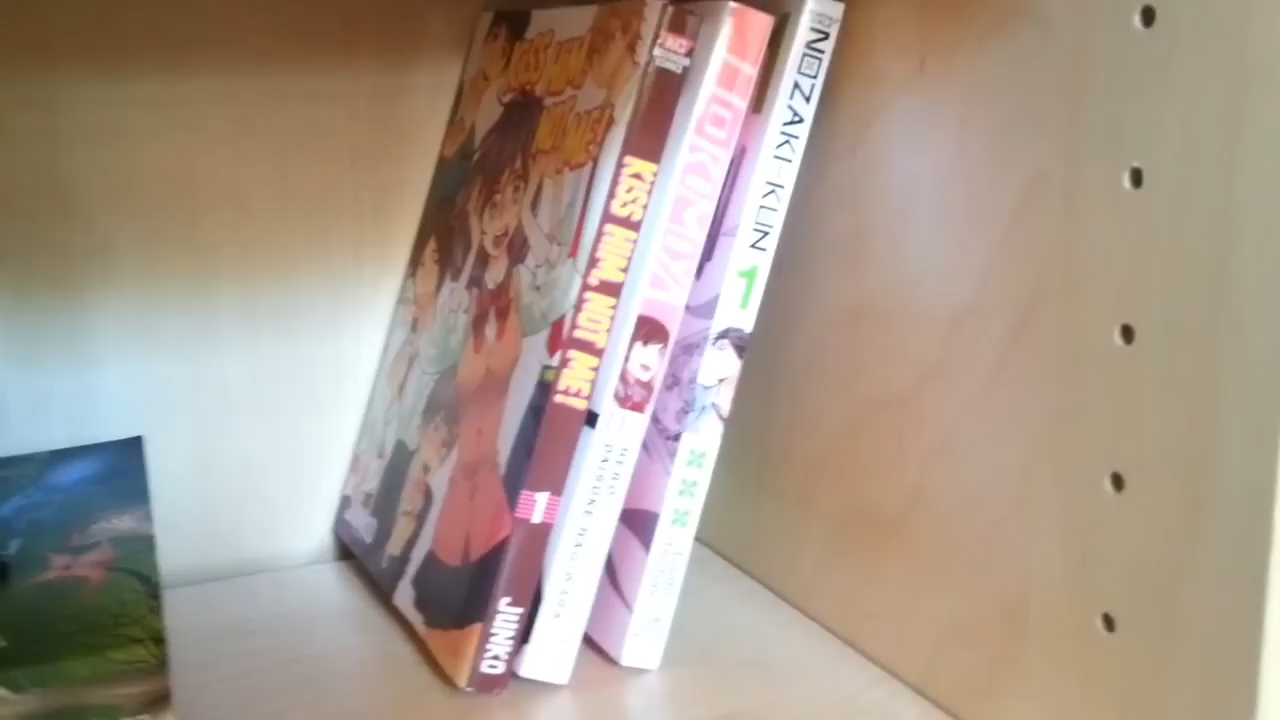 KISS HIM,
NOT ME!
KISS HIM, NOT ME!
1
JUNKO
HORIMIYA
HERO
DAISUKE HAGIWARA
NOZAKI-KUN
1